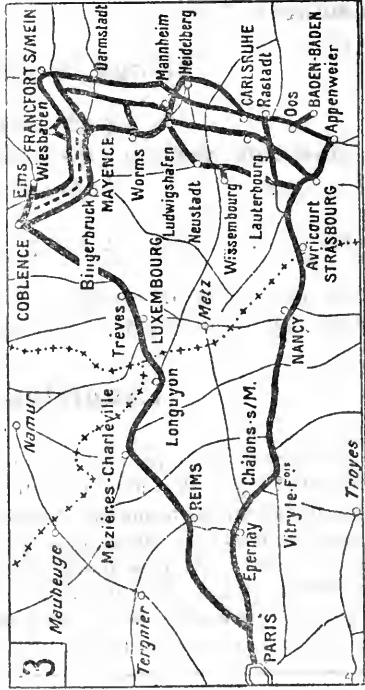 3
Namur
Maubeuge
Tergnier
Mezières-Charleville
Longuyon
LUXEMBOURG
Trèves
COBLENCE
Ems
Wiesbaden
FRANCFORT S/MEIN
Darmstadt
Bingerbruck
MAYENCE
Worms
Mannheim
Heidelberg
Ludwigshafen
Neustadt
Wissembourg
Lauterbourg
CARLSRUHE
Rastadt
Oos
BADEN-BADEN
Appenweier
STRASBOURG
Avricourt
Metz
NANCY
REIMS
Châlons-s/M.
Epernay
Vitry le Fois
PARIS
Troyes